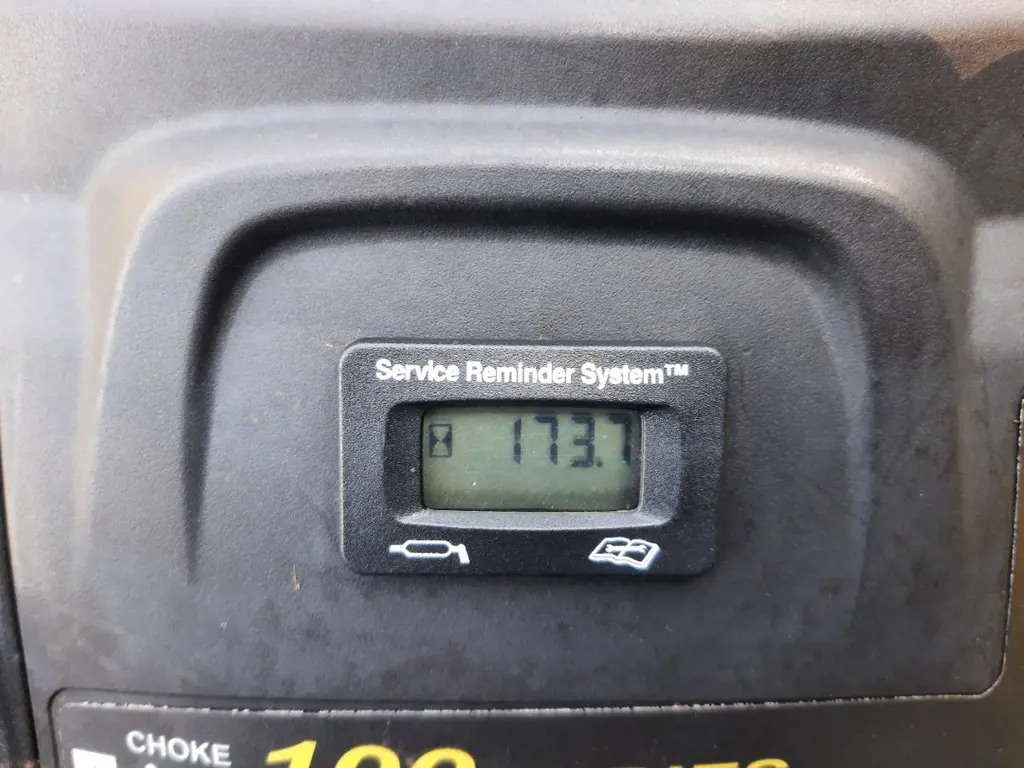 Service Reminder System™
173.7
CHOKE